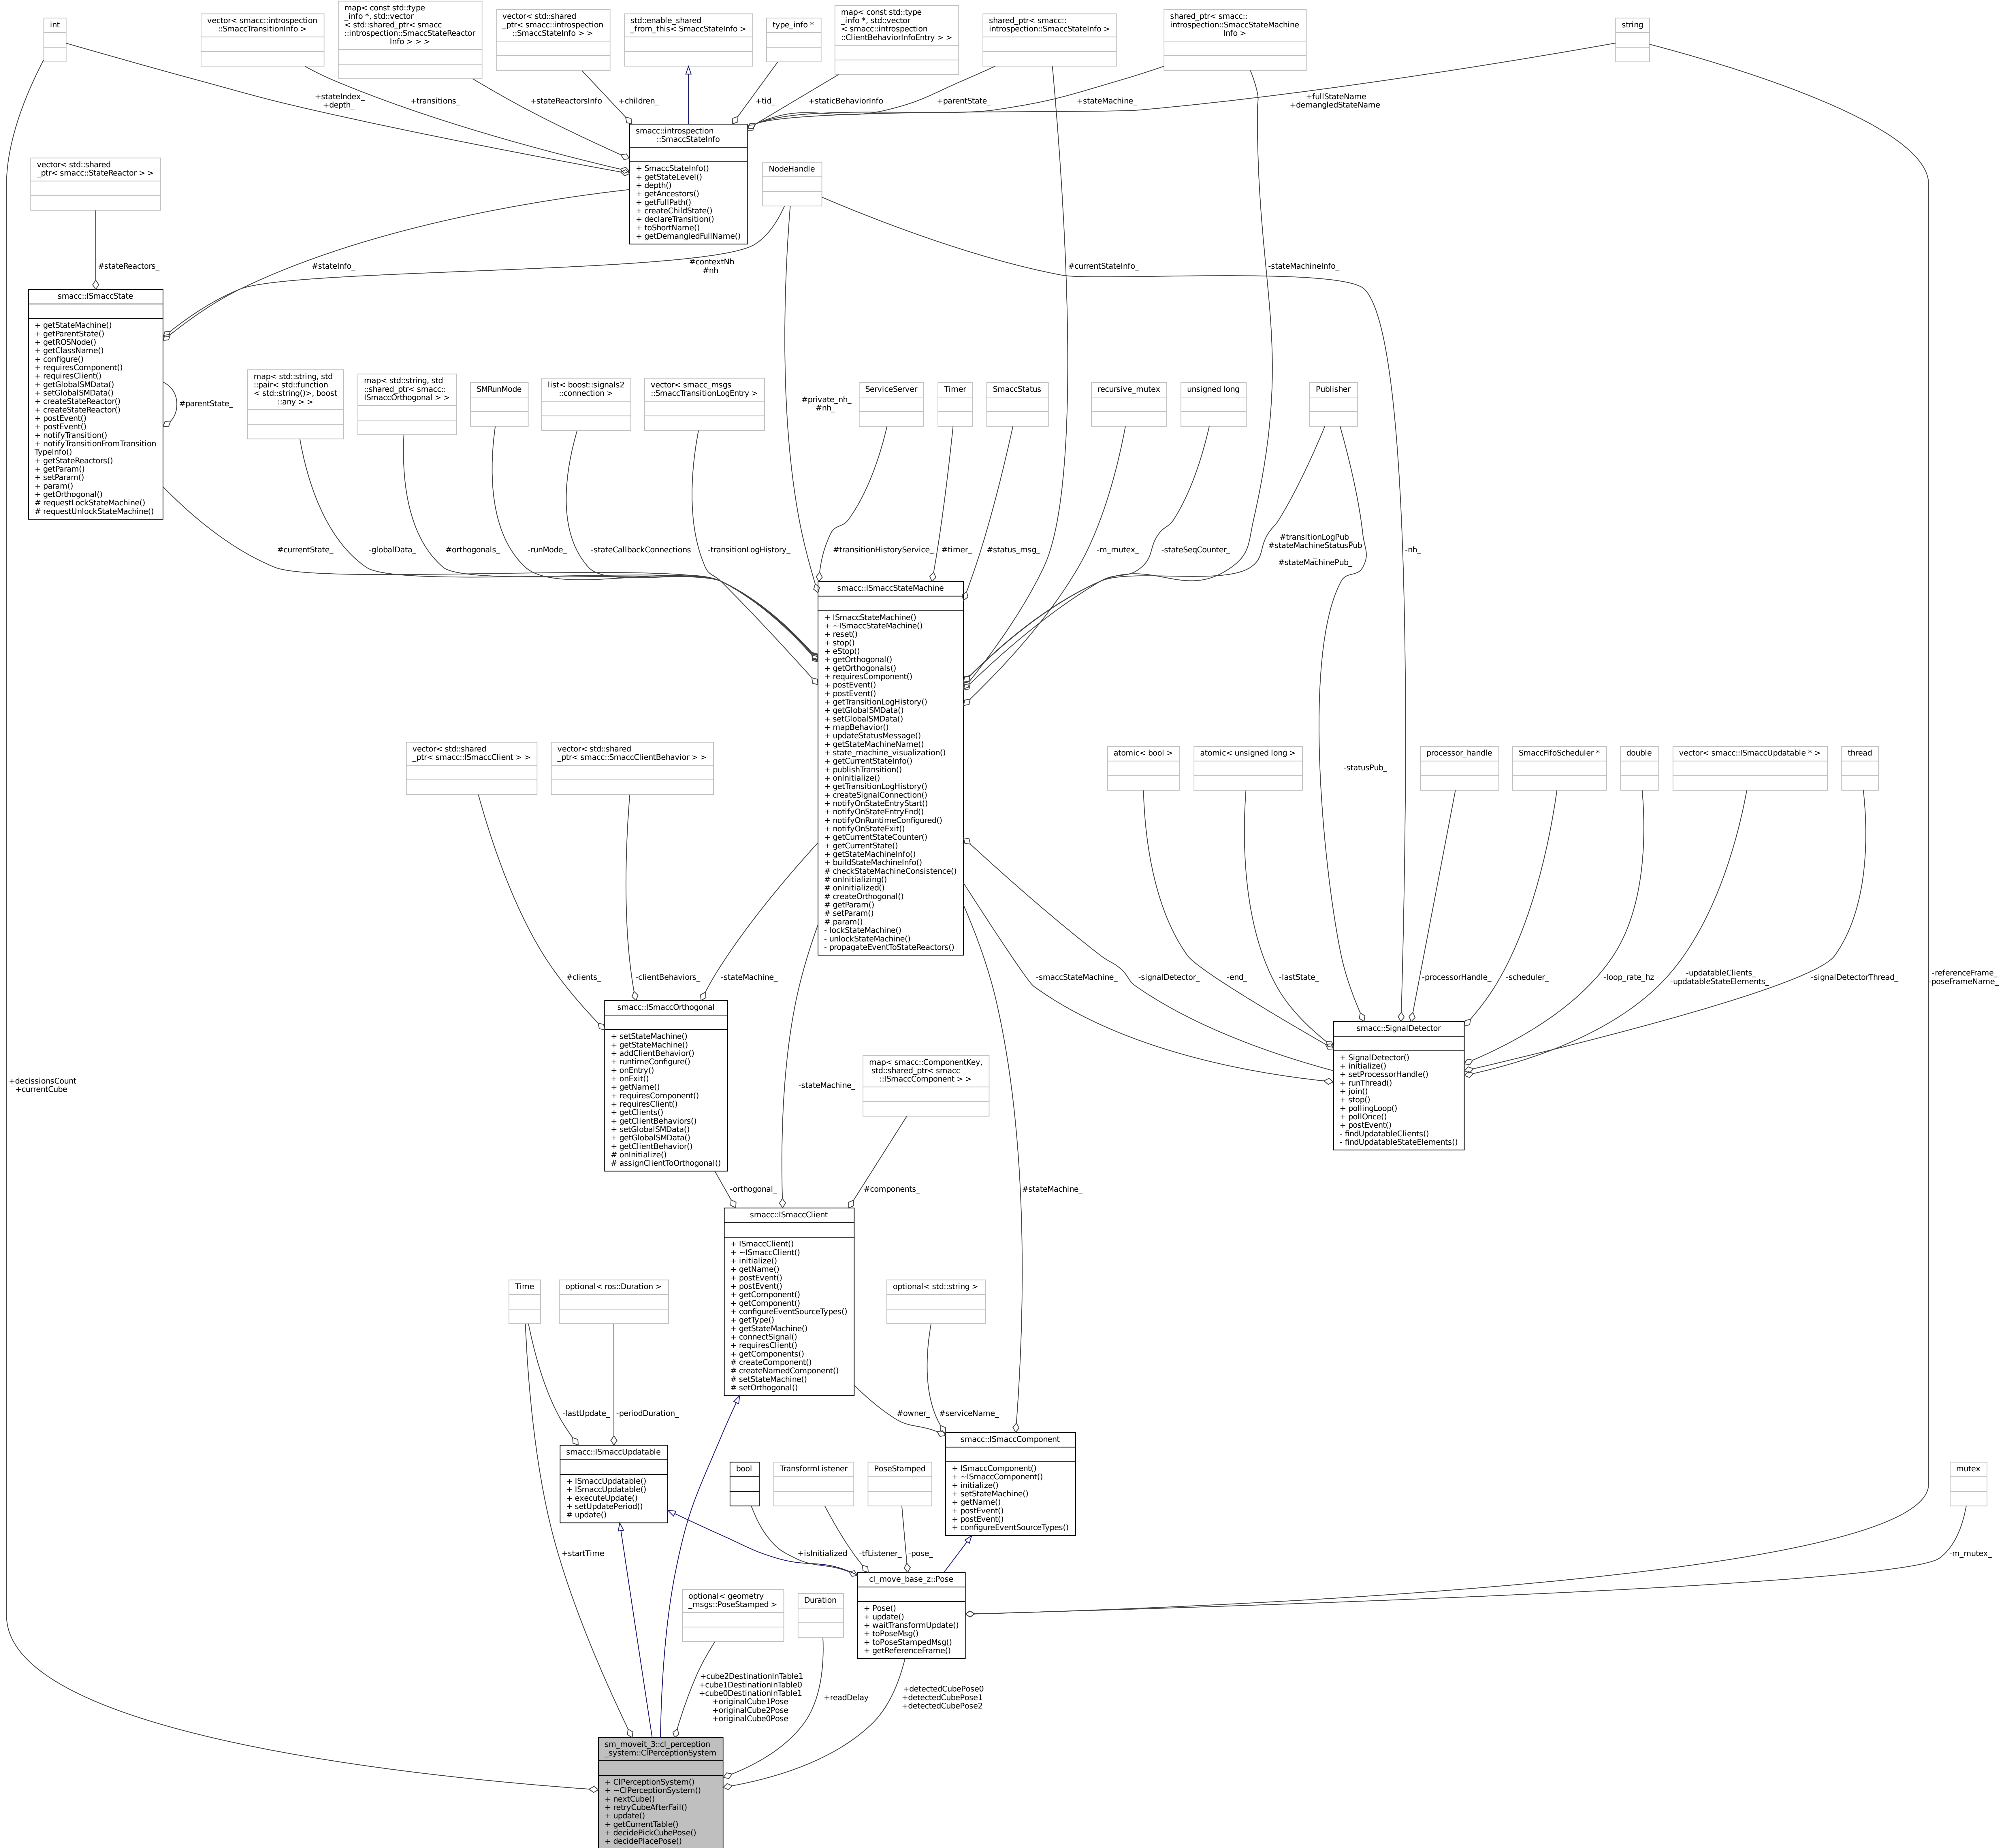 int
vector< smacc::introspection
::SmaccTransitionInfo >
map< const std::type
_info *, std::vector
< std::shared_ptr< smacc
::introspection::SmaccStateReactor
Info > > >
vector< std::shared
_ptr< smacc::introspection
::SmaccStateInfo > >
std::enable_shared
_from_this< SmaccStateInfo >
type_info *
map< const std::type
_info *, std::vector
< smacc::introspection
::ClientBehaviorInfoEntry > >
shared_ptr< smacc::
introspection::SmaccStateInfo >
shared_ptr< smacc::
introspection::SmaccStateMachine
Info >
string
+stateIndex_
+depth_
+transitions_
+stateReactorsInfo
+children_
+tid_
+staticBehaviorInfo
+parentState_
+stateMachine_
+fullStateName
+demangledStateName
smacc::introspection
::SmaccStateInfo
+ SmaccStateInfo()
+ getStateLevel()
+ depth()
+ getAncestors()
+ getFullPath()
+ createChildState()
+ declareTransition()
+ toShortName()
+ getDemangledFullName()
vector< std::shared
_ptr< smacc::StateReactor > >
NodeHandle
#stateReactors_
#stateInfo_
#contextNh
#nh
#currentStateInfo_
-stateMachineInfo_
smacc::ISmaccState
+ getStateMachine()
+ getParentState()
+ getROSNode()
+ getClassName()
+ configure()
+ requiresComponent()
+ requiresClient()
+ getGlobalSMData()
+ setGlobalSMData()
+ createStateReactor()
+ createStateReactor()
+ postEvent()
+ postEvent()
+ notifyTransition()
+ notifyTransitionFromTransition
TypeInfo()
+ getStateReactors()
+ getParam()
+ setParam()
+ param()
+ getOrthogonal()
# requestLockStateMachine()
# requestUnlockStateMachine()
#parentState_
map< std::string, std
::pair< std::function
< std::string()>, boost
::any > >
map< std::string, std
::shared_ptr< smacc::
ISmaccOrthogonal > >
SMRunMode
list< boost::signals2
::connection >
vector< smacc_msgs
::SmaccTransitionLogEntry >
#private_nh_
#nh_
ServiceServer
Timer
SmaccStatus
recursive_mutex
unsigned long
Publisher
#currentState_
-globalData_
#orthogonals_
-runMode_
-stateCallbackConnections
-transitionLogHistory_
#transitionHistoryService_
#timer_
#status_msg_
-m_mutex_
-stateSeqCounter_
#transitionLogPub_
#stateMachineStatusPub
_
#stateMachinePub_
-nh_
smacc::ISmaccStateMachine
+ ISmaccStateMachine()
+ ~ISmaccStateMachine()
+ reset()
+ stop()
+ eStop()
+ getOrthogonal()
+ getOrthogonals()
+ requiresComponent()
+ postEvent()
+ postEvent()
+ getTransitionLogHistory()
+ getGlobalSMData()
+ setGlobalSMData()
+ mapBehavior()
+ updateStatusMessage()
+ getStateMachineName()
+ state_machine_visualization()
+ getCurrentStateInfo()
+ publishTransition()
+ onInitialize()
+ getTransitionLogHistory()
+ createSignalConnection()
+ notifyOnStateEntryStart()
+ notifyOnStateEntryEnd()
+ notifyOnRuntimeConfigured()
+ notifyOnStateExit()
+ getCurrentStateCounter()
+ getCurrentState()
+ getStateMachineInfo()
+ buildStateMachineInfo()
# checkStateMachineConsistence()
# onInitializing()
# onInitialized()
# createOrthogonal()
# getParam()
# setParam()
# param()
- lockStateMachine()
- unlockStateMachine()
- propagateEventToStateReactors()
vector< std::shared
_ptr< smacc::ISmaccClient > >
vector< std::shared
_ptr< smacc::SmaccClientBehavior > >
atomic< bool >
atomic< unsigned long >
-statusPub_
processor_handle
SmaccFifoScheduler *
double
vector< smacc::ISmaccUpdatable * >
thread
#clients_
-clientBehaviors_
-stateMachine_
-smaccStateMachine_
-signalDetector_
-end_
-lastState_
-processorHandle_
-scheduler_
-loop_rate_hz
-updatableClients_
-updatableStateElements_
-signalDetectorThread_
-referenceFrame_
-poseFrameName_
smacc::ISmaccOrthogonal
+ setStateMachine()
+ getStateMachine()
+ addClientBehavior()
+ runtimeConfigure()
+ onEntry()
+ onExit()
+ getName()
+ requiresComponent()
+ requiresClient()
+ getClients()
+ getClientBehaviors()
+ setGlobalSMData()
+ getGlobalSMData()
+ getClientBehavior()
# onInitialize()
# assignClientToOrthogonal()
smacc::SignalDetector
+ SignalDetector()
+ initialize()
+ setProcessorHandle()
+ runThread()
+ join()
+ stop()
+ pollingLoop()
+ pollOnce()
+ postEvent()
- findUpdatableClients()
- findUpdatableStateElements()
+decissionsCount
+currentCube
-stateMachine_
map< smacc::ComponentKey,
std::shared_ptr< smacc
::ISmaccComponent > >
-orthogonal_
#components_
#stateMachine_
smacc::ISmaccClient
+ ISmaccClient()
+ ~ISmaccClient()
+ initialize()
+ getName()
+ postEvent()
+ postEvent()
+ getComponent()
+ getComponent()
+ configureEventSourceTypes()
+ getType()
+ getStateMachine()
+ connectSignal()
+ requiresClient()
+ getComponents()
# createComponent()
# createNamedComponent()
# setStateMachine()
# setOrthogonal()
Time
optional< ros::Duration >
optional< std::string >
-lastUpdate_
-periodDuration_
#owner_
#serviceName_
smacc::ISmaccUpdatable
+ ISmaccUpdatable()
+ ISmaccUpdatable()
+ executeUpdate()
+ setUpdatePeriod()
# update()
smacc::ISmaccComponent
+ ISmaccComponent()
+ ~ISmaccComponent()
+ initialize()
+ setStateMachine()
+ getName()
+ postEvent()
+ postEvent()
+ configureEventSourceTypes()
bool
TransformListener
PoseStamped
mutex
+startTime
+isInitialized
-tfListener_
-pose_
-m_mutex_
cl_move_base_z::Pose
+ Pose()
+ update()
+ waitTransformUpdate()
+ toPoseMsg()
+ toPoseStampedMsg()
+ getReferenceFrame()
optional< geometry
_msgs::PoseStamped >
Duration
+cube2DestinationInTable1
+cube1DestinationInTable0
+cube0DestinationInTable1
+originalCube1Pose
+originalCube2Pose
+originalCube0Pose
+readDelay
+detectedCubePose0
+detectedCubePose1
+detectedCubePose2
sm_moveit_3::cl_perception
_system::ClPerceptionSystem
+ ClPerceptionSystem()
+ ~ClPerceptionSystem()
+ nextCube()
+ retryCubeAfterFail()
+ update()
+ getCurrentTable()
+ decidePickCubePose()
+ decidePlacePose()